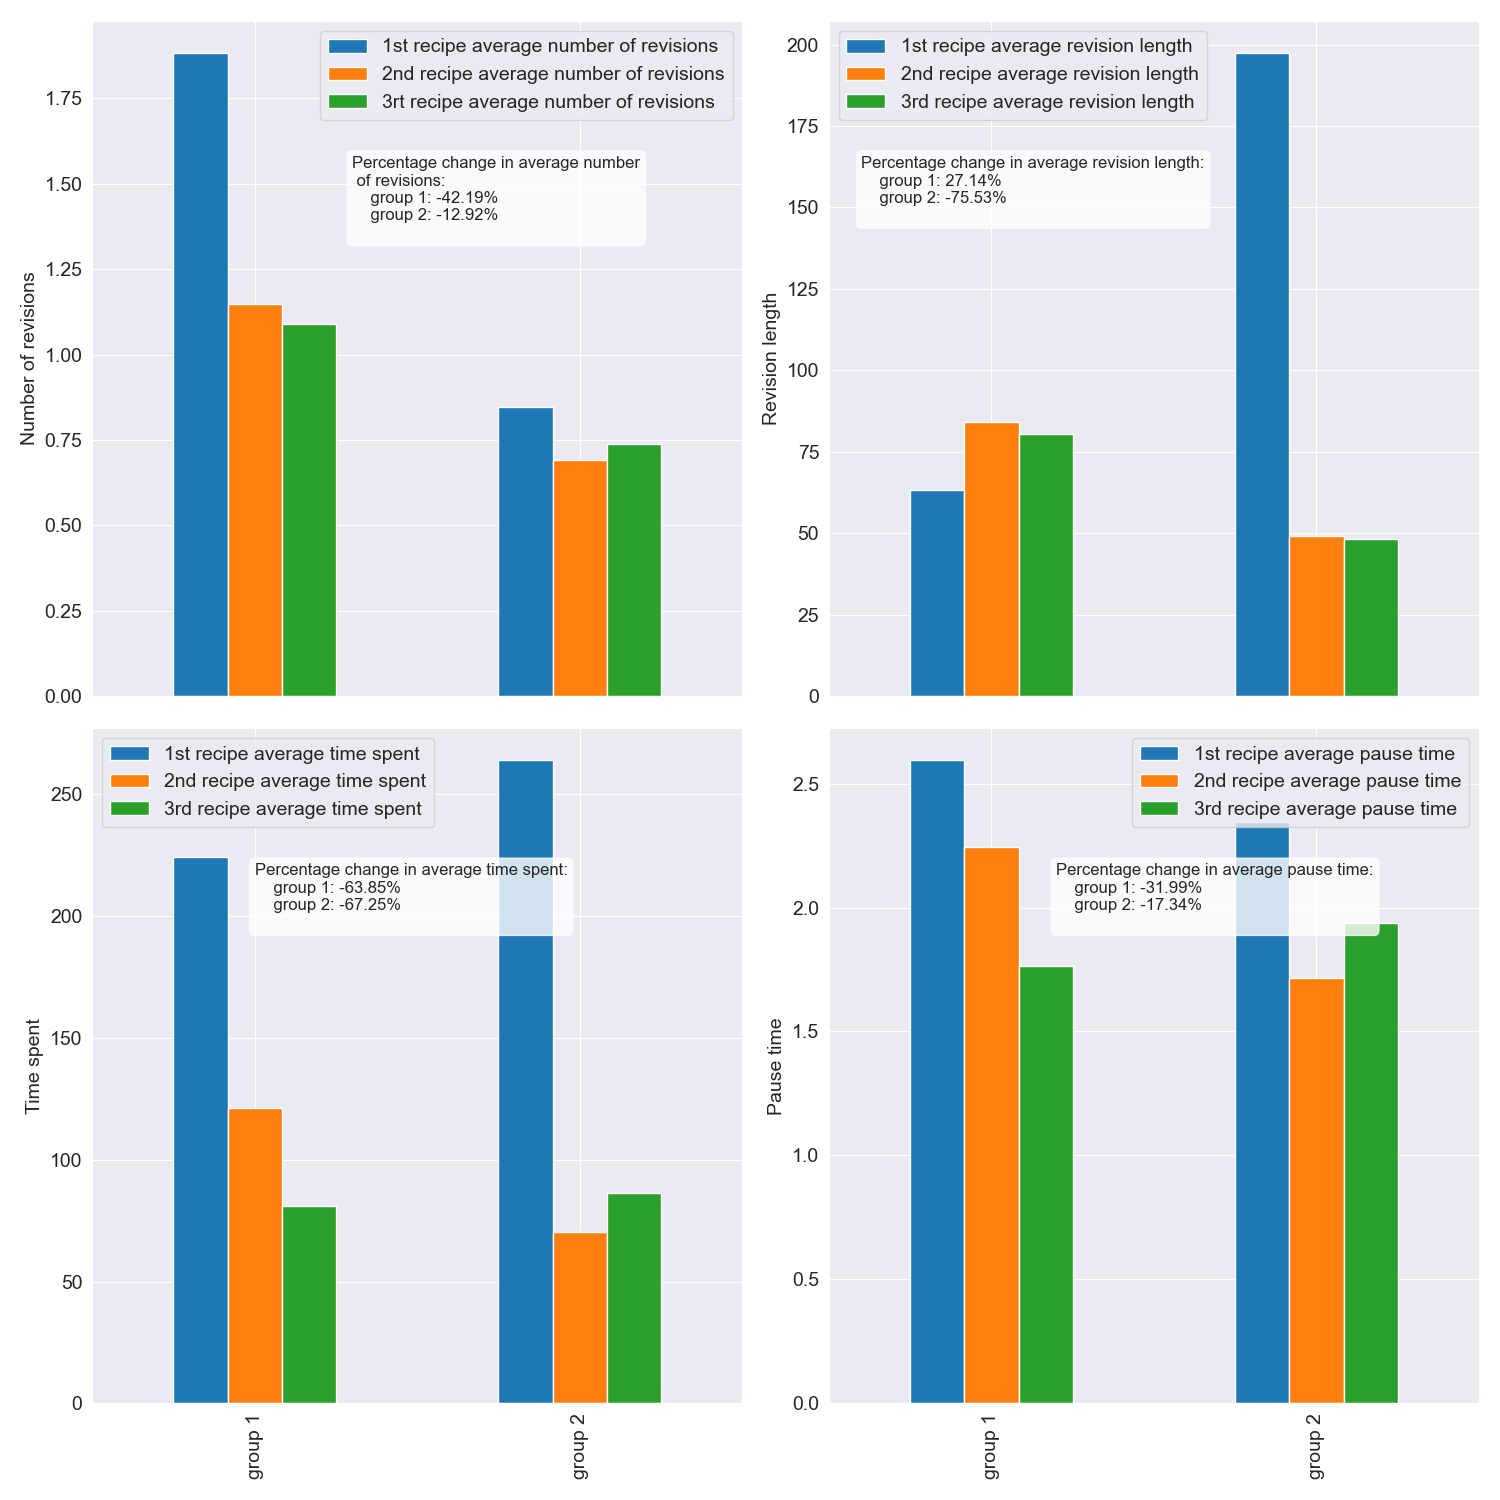 1st recipe average number of revisions
2nd recipe average number of revisions
3rt recipe average number of revisions
Percentage change in average number
of revisions:
group 1: -42.19%
group 2: -12.92%
Number of revisions
1.75
1.50
1.25
1.00
0.75
0.50
0.25
0.00
1st recipe average revision length
2nd recipe average revision length
3rd recipe average revision length
Percentage change in average revision length:
group 1: 27.14%
group 2: -75.53%
Revision length
200
175
150
125
100
75
50
25
0
1st recipe average time spent
2nd recipe average time spent
3rd recipe average time spent
Percentage change in average time spent:
group 1: -63.85%
group 2: -67.25%
Time spent
250
200
150
100
50
0
group 1
group 2
1st recipe average pause time
2nd recipe average pause time
3rd recipe average pause time
Percentage change in average pause time:
group 1: -31.99%
group 2: -17.34%
Pause time
2.5
2.0
1.5
1.0
0.5
0.0
group 1
group 2